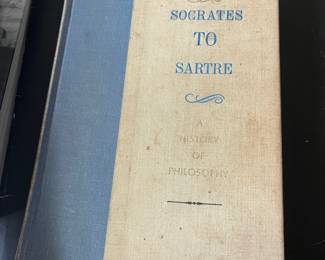 SOCRATES
TO
SARTRE
A
HISTORY
OF
PHILOSOPHY